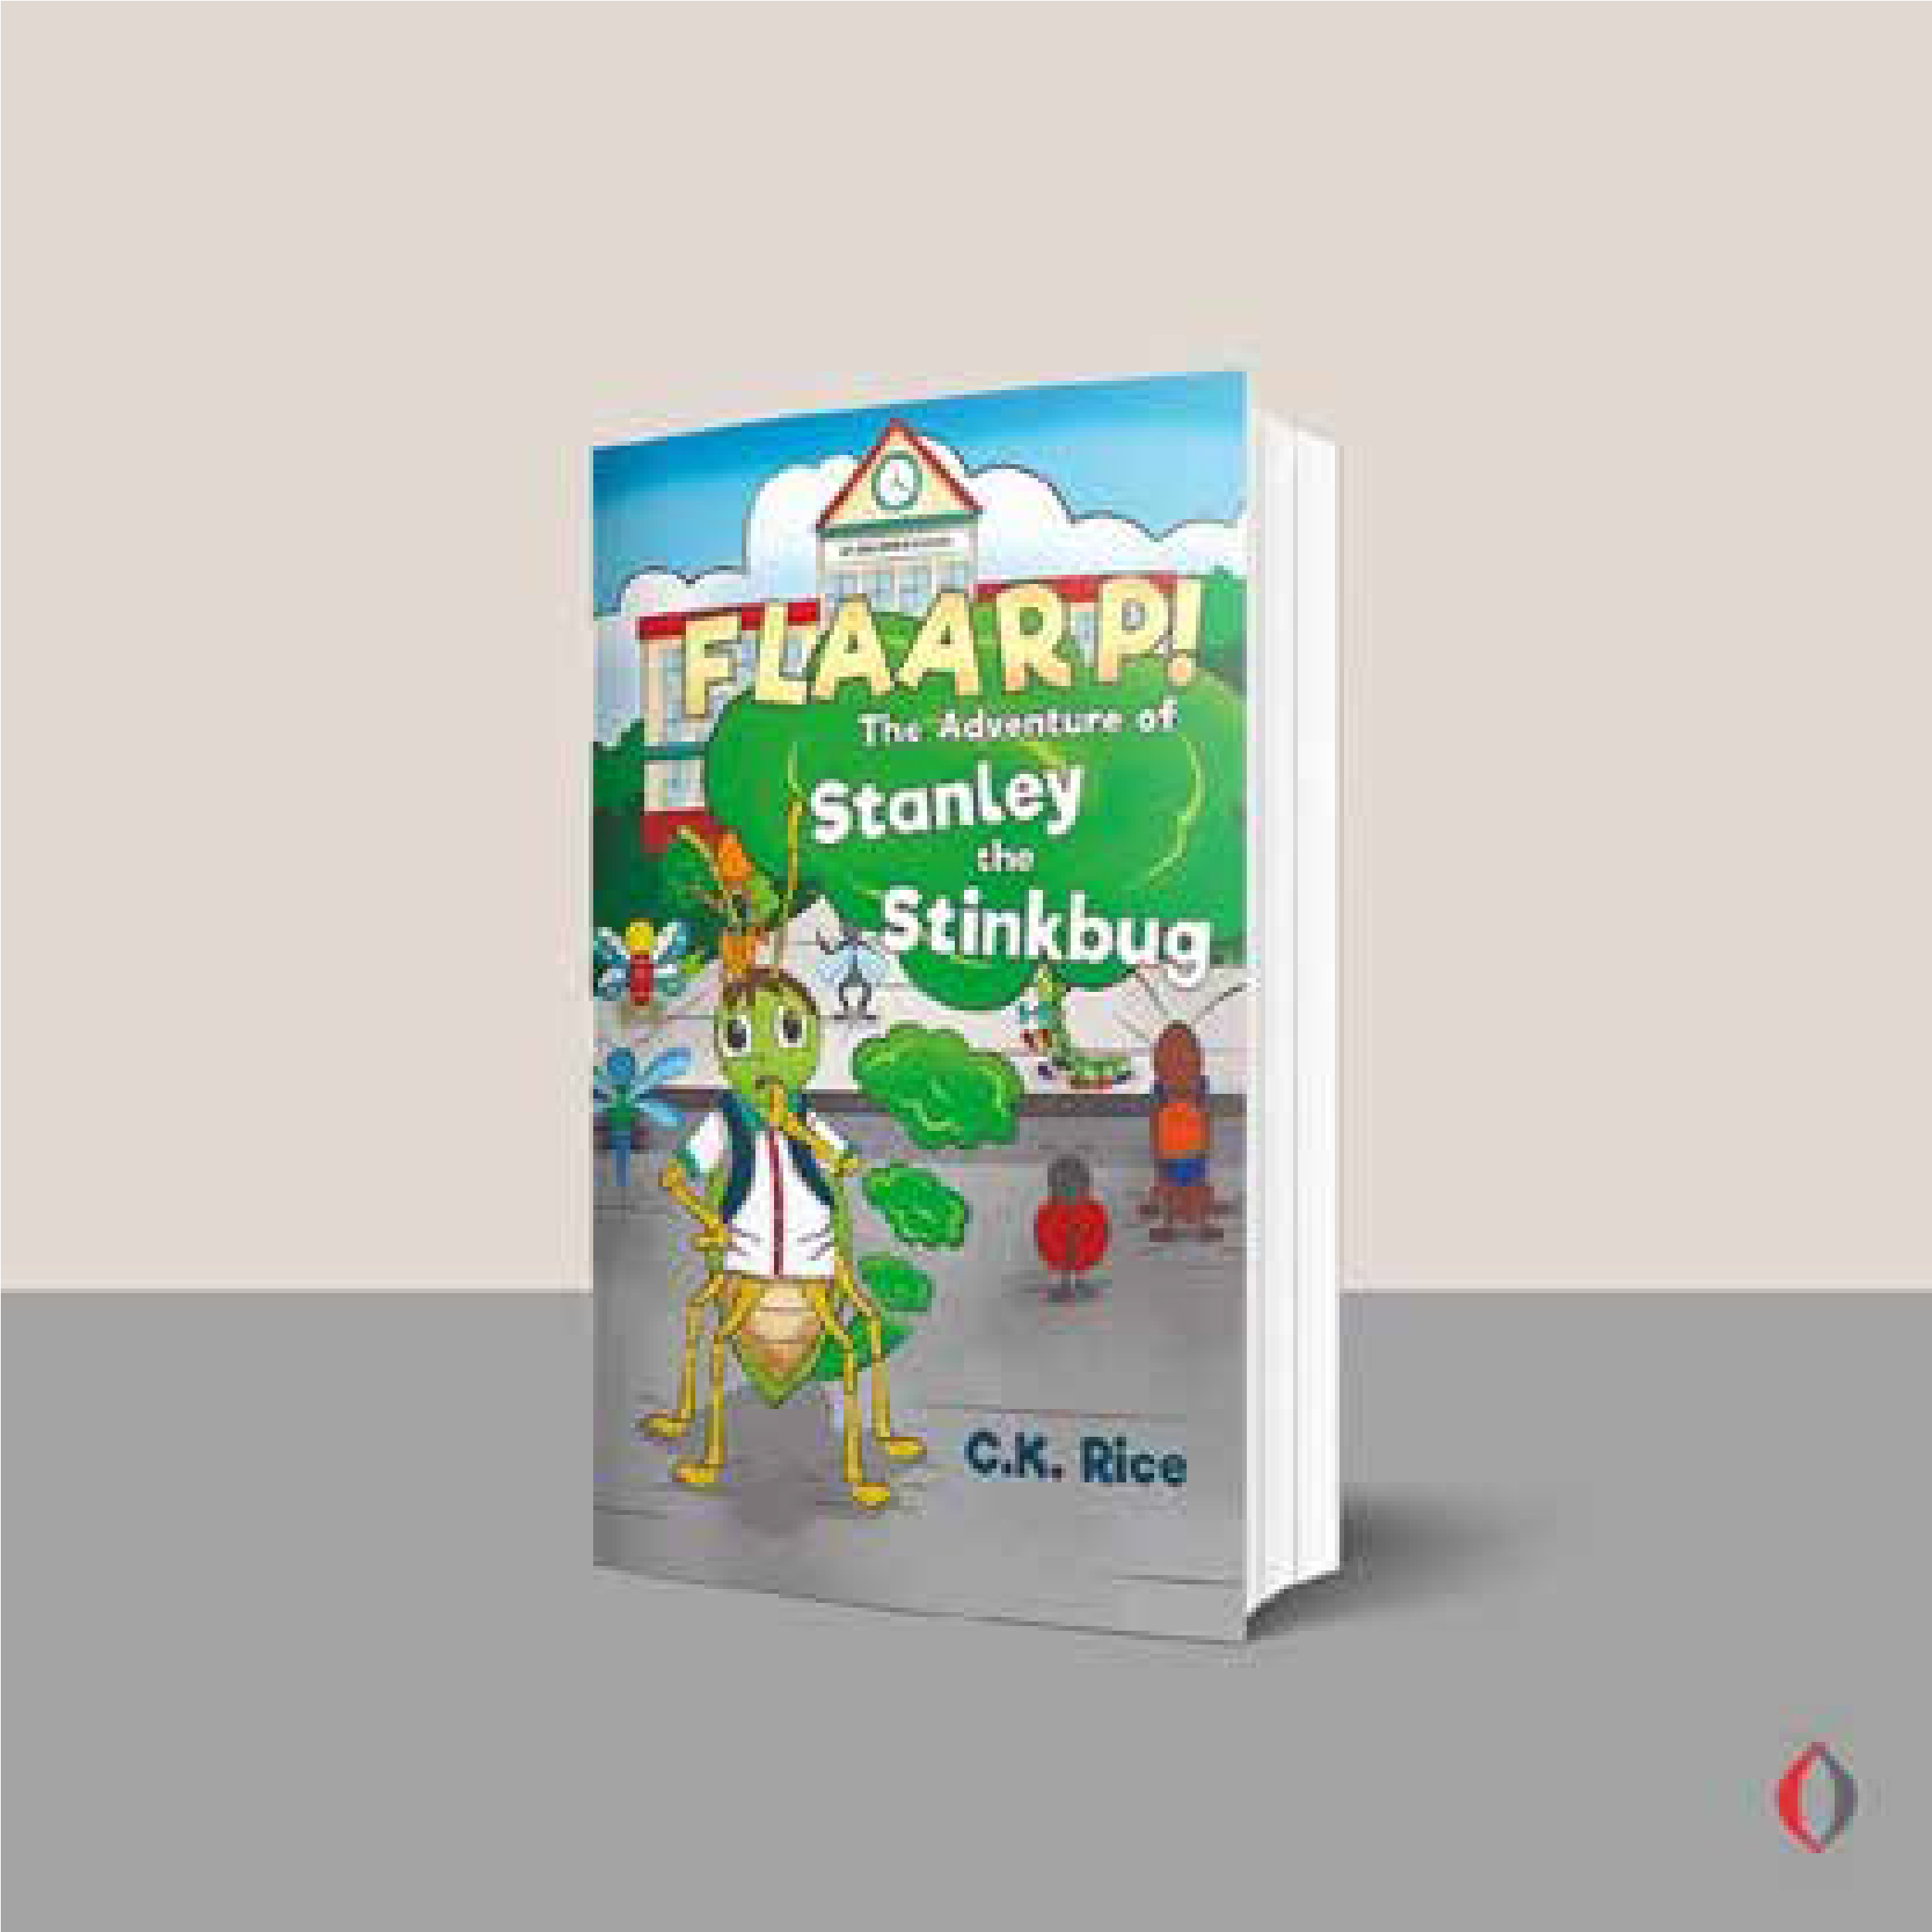 FLAARP!
The Adventure of
Stanley
the
Stinkbug
C.K. Rice